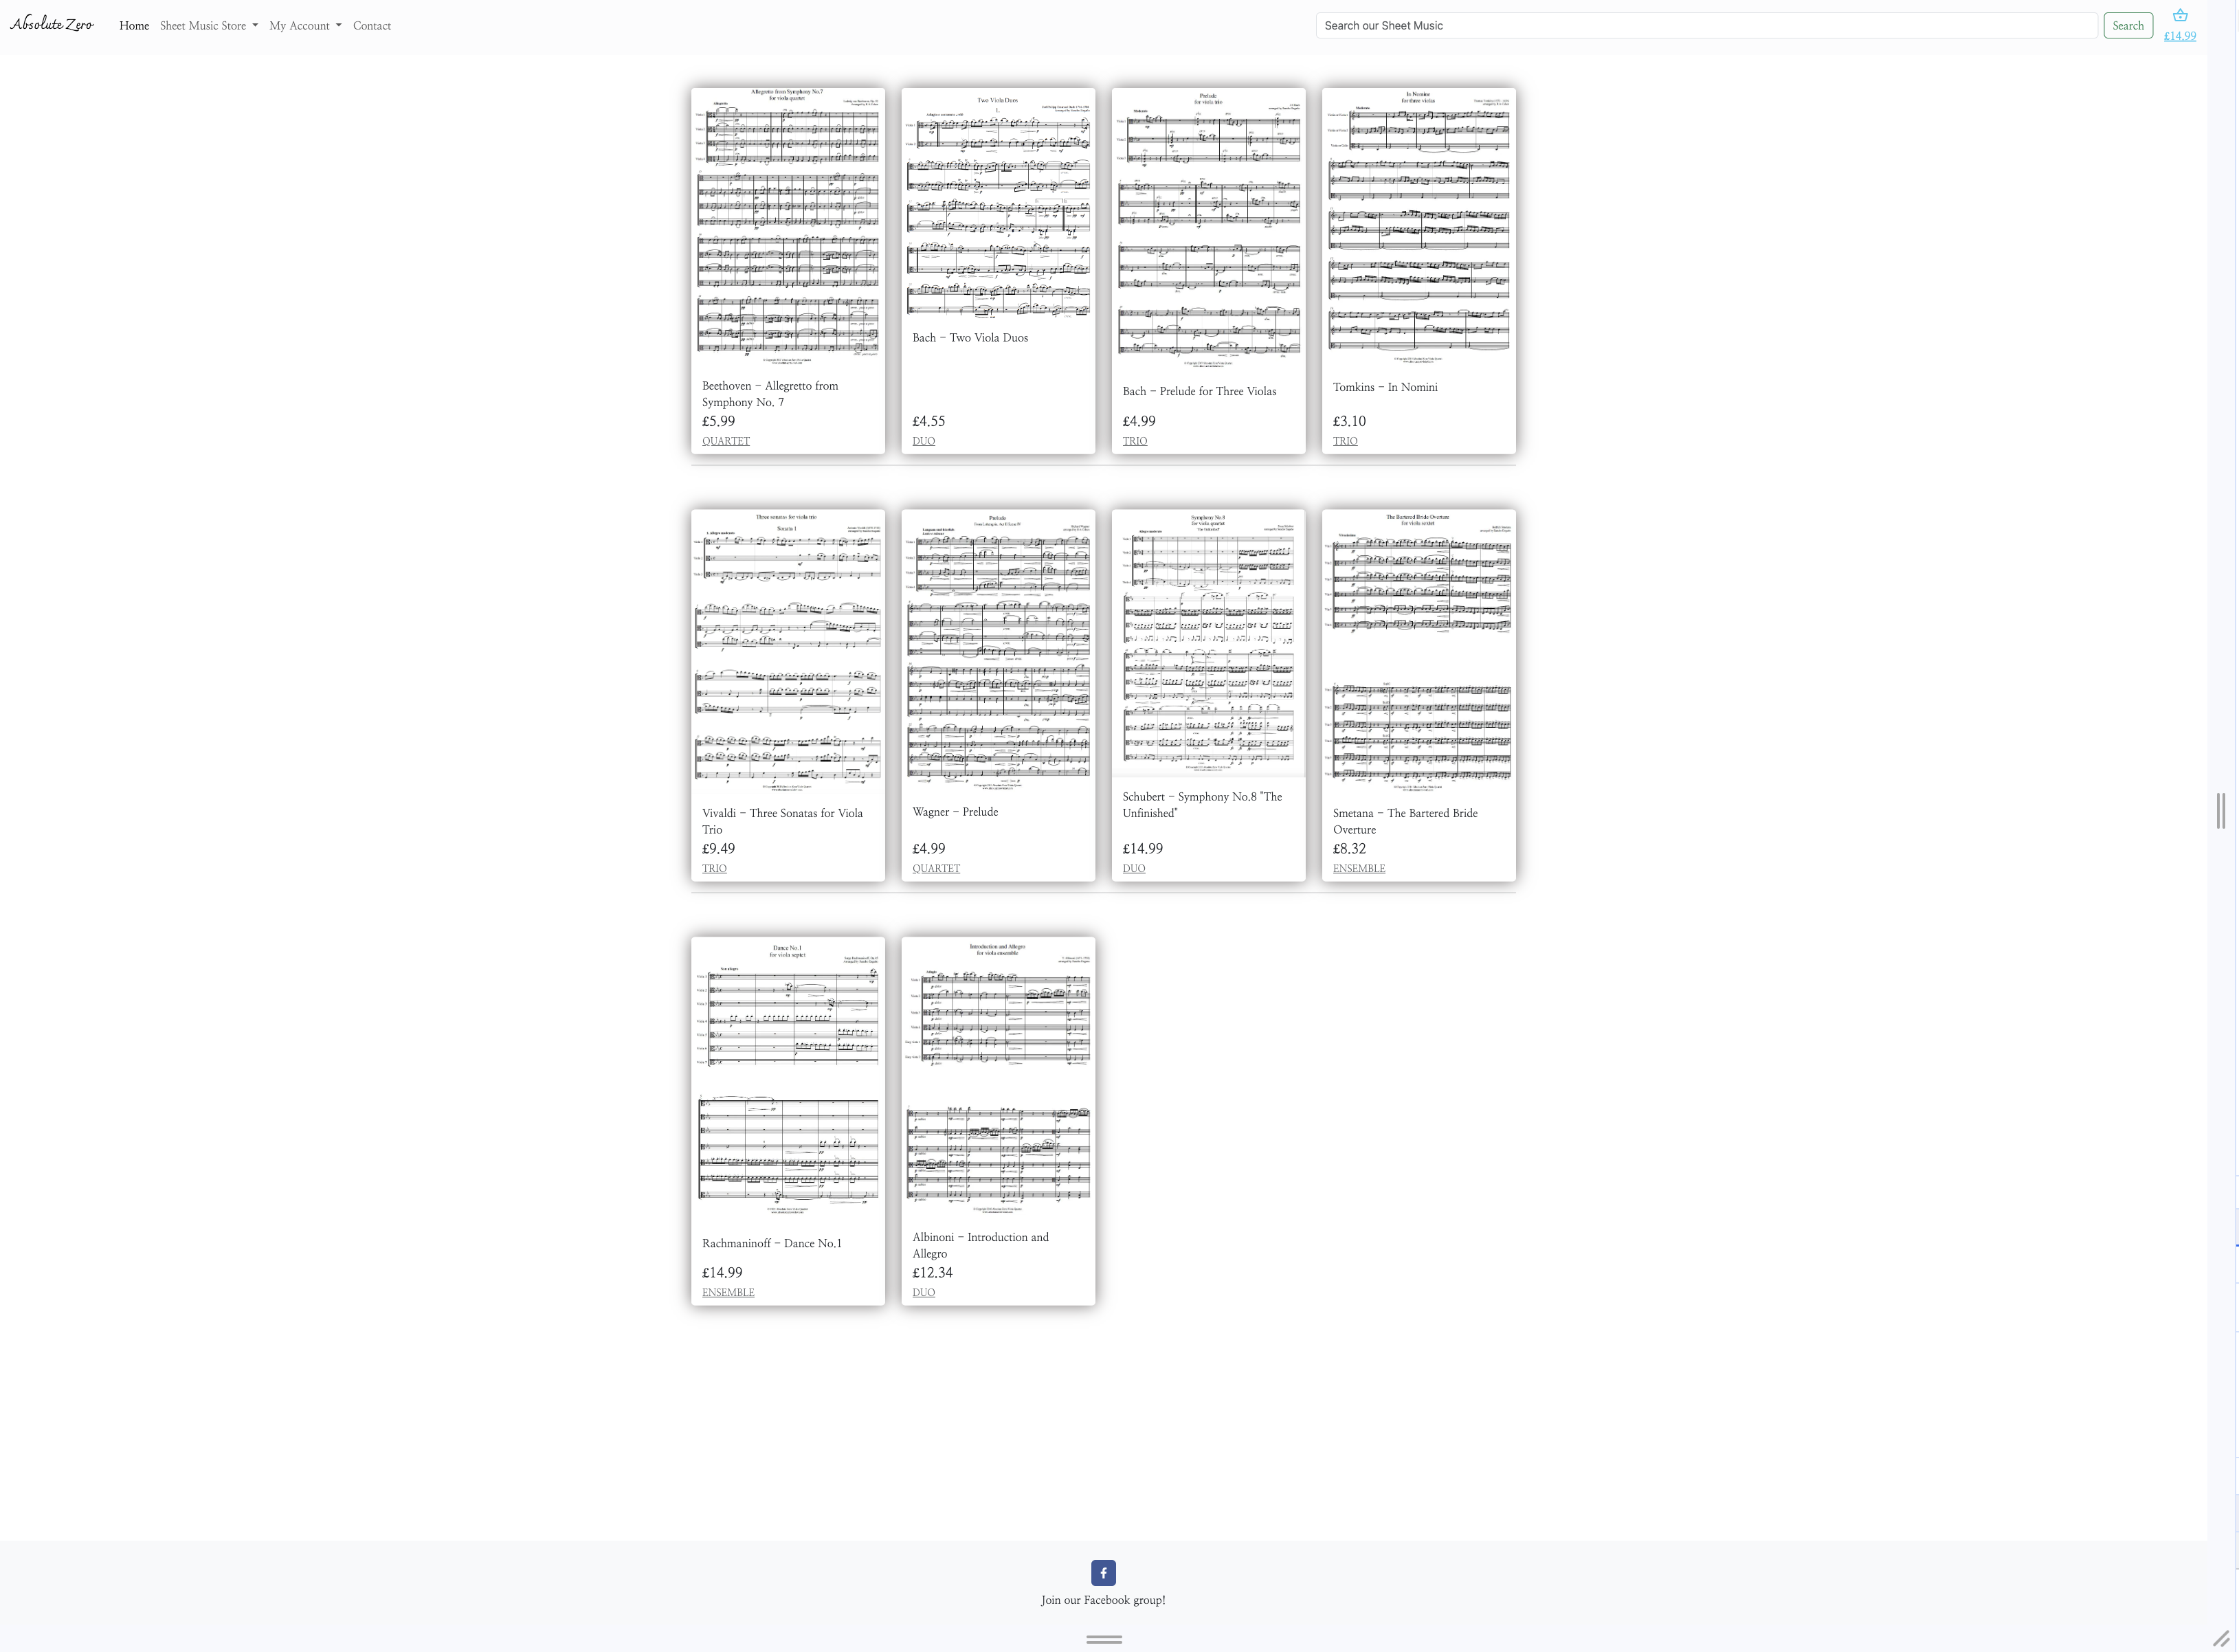 Absolute Zero
Home
Sheet Music Store
My Account
Contact
Search our Sheet Music
Search
£14.99
Allegretto from Symphony No.7
for viola quartet
Two Viola Duos
1.
Prelude
for viola trio
In Nomine
for three violas
Beethoven - Allegretto from
Symphony No. 7
£5.99
QUARTET
Bach - Two Viola Duos
£4.55
DUO
Bach - Prelude for Three Violas
£4.99
TRIO
Tomkins - In Nomini
£3.10
TRIO
Three sonatas for viola trio
Sonata 1
Prelude
Symphony No.8
for viola quartet
The Bartered Bride Overture
for viola sextet
Vivaldi - Three Sonatas for Viola
Trio
£9.49
TRIO
Wagner - Prelude
£4.99
QUARTET
Schubert - Symphony No.8 "The
Unfinished"
£14.99
DUO
Smetana - The Bartered Bride
Overture
£8.32
ENSEMBLE
Dance No.1
for viola septet
Introduction and Allegro
for viola ensemble
Rachmaninoff - Dance No.1
£14.99
ENSEMBLE
Albinoni - Introduction and
Allegro
£12.34
DUO
Join our Facebook group!